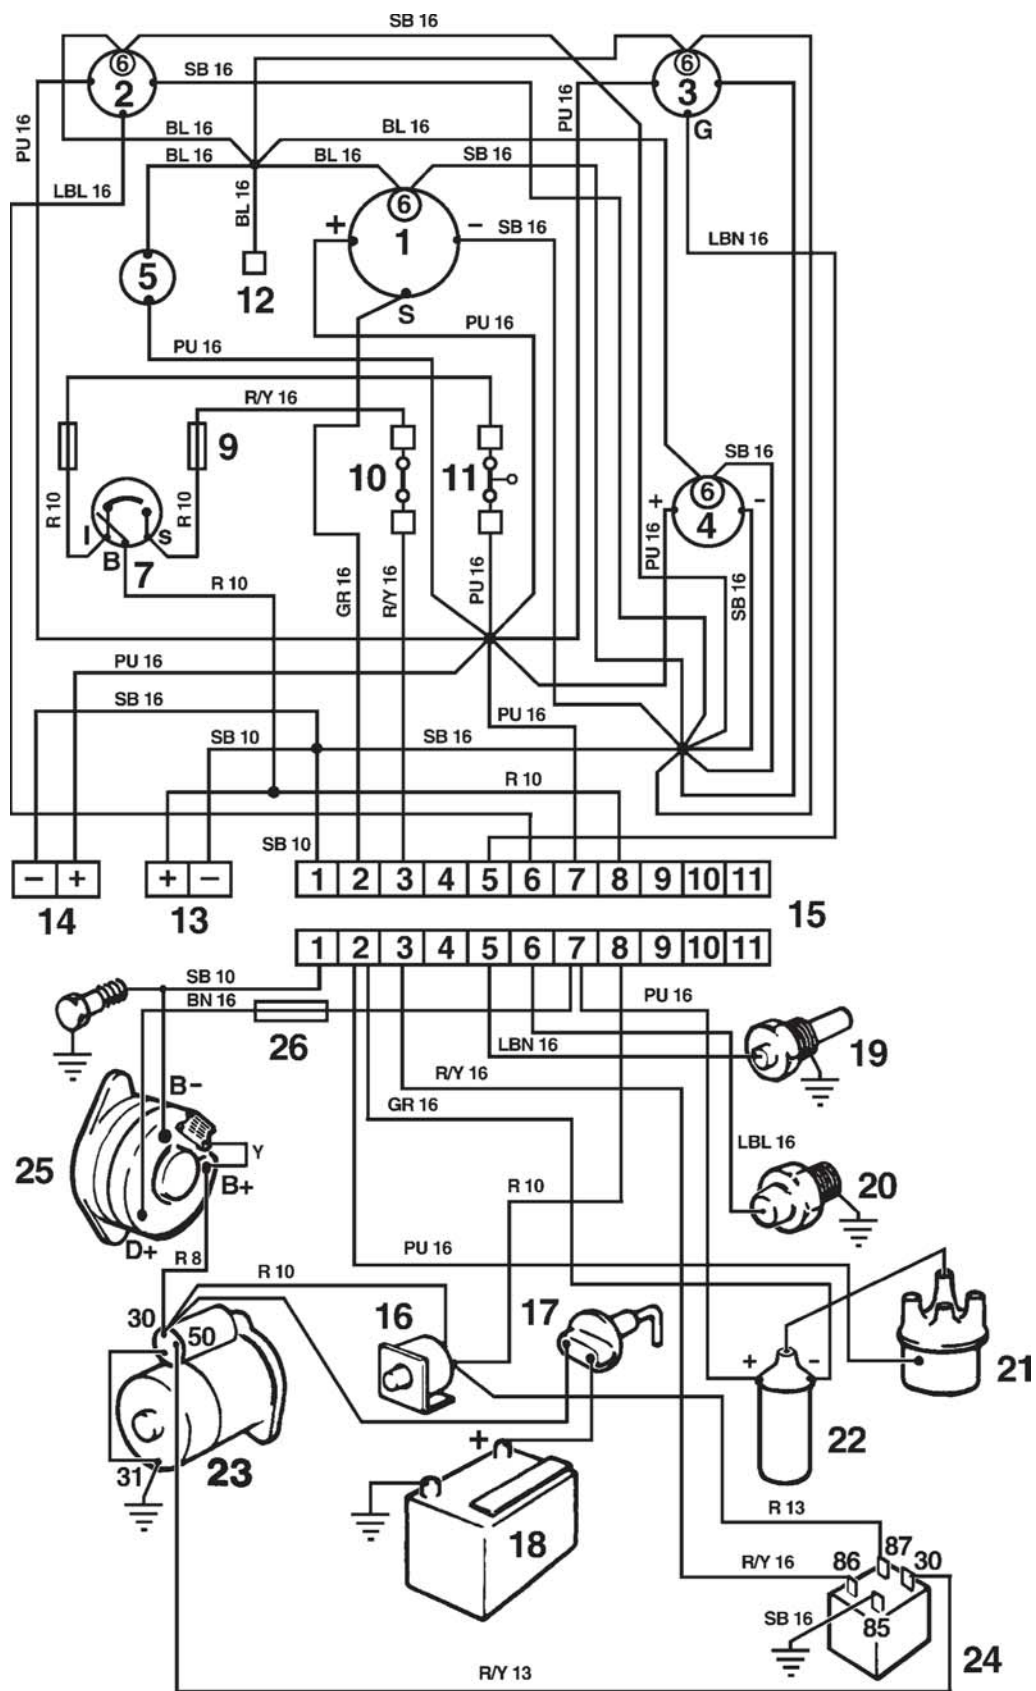 SB 16
6
2
SB 16
6
3
PU 16
PU 16
G
BL 16
BL 16
BL 16
BL 16
SB 16
LBL 16
BL 16
6
+
1
−
SB 16
LBN 16
5
12
S
PU 16
PU 16
R/Y 16
9
10
11
SB 16
6
+
4
−
R 10
R 10
I
B
S
7
R 10
GR 16
R/Y 16
PU 16
PU 16
SB 16
PU 16
SB 16
PU 16
SB 10
SB 16
R 10
SB 10
− +
+ −
1 2 3 4 5 6 7 8 9 10 11
14
13
15
1 2 3 4 5 6 7 8 9 10 11
SB 10
BN 16
PU 16
26
LBN 16
19
R/Y 16
B−
GR 16
Y
LBL 16
25
B+
R 10
20
D+
PU 16
R 8
R 10
30
50
16
17
+
−
21
22
31
23
+
18
R 13
87
86
30
R/Y 16
SB 16
85
24
R/Y 13